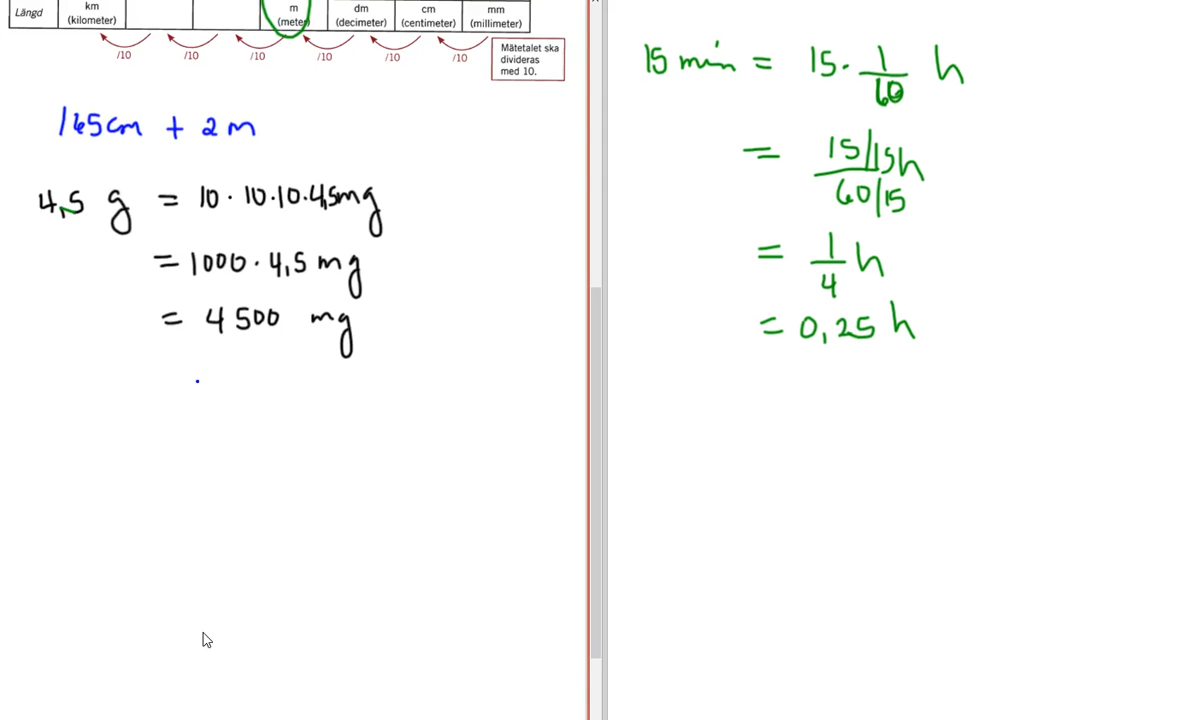 Längd km (kilometer) m (meter) dm (decimeter) cm (centimeter) mm (millimeter)
/10 /10 /10 /10 /10 /10
Mätetalet ska
divideras
med 10.
165cm + 2m
4,5 g = 10 · 10 · 10 · 4,5mg
= 1000 · 4,5 mg
= 4 500 mg
15 min = 15 · 1/60 h
= 15/15h
60/15
= 1/4 h
= 0,25 h